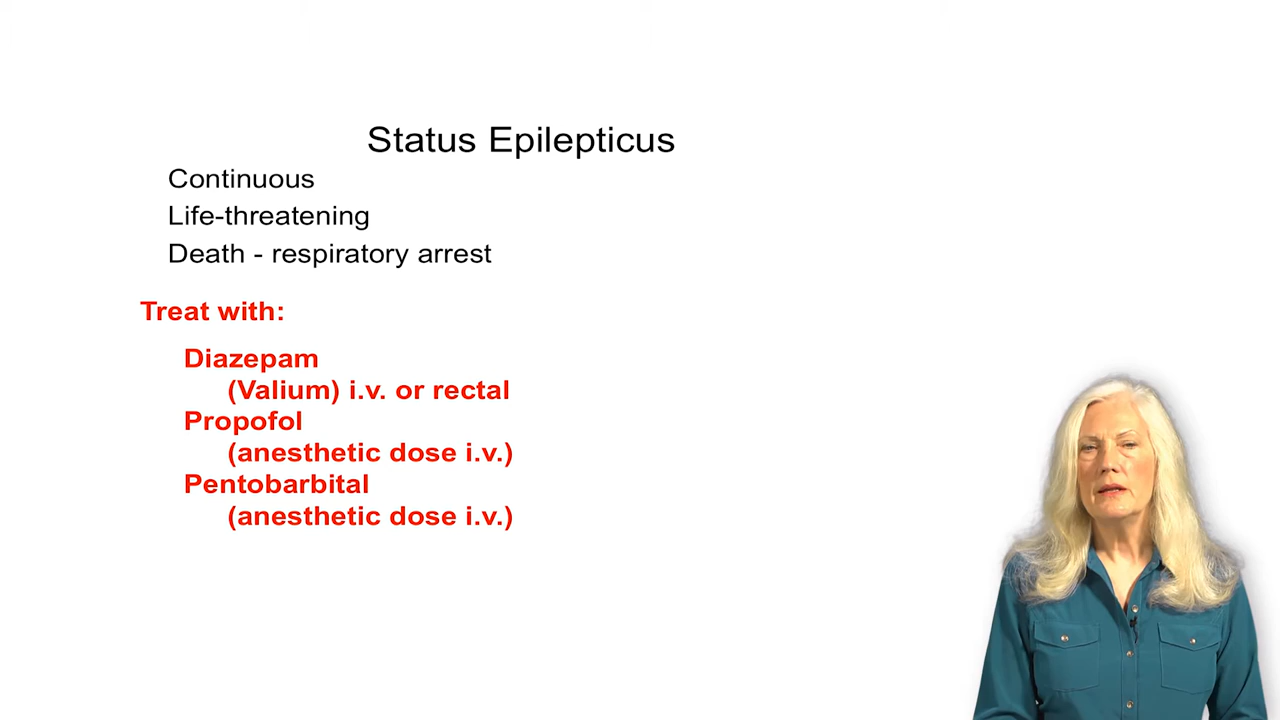 Status Epilepticus
Continuous
Life-threatening
Death - respiratory arrest
Treat with:
Diazepam
(Valium) i.v. or rectal
Propofol
(anesthetic dose i.v.)
Pentobarbital
(anesthetic dose i.v.)